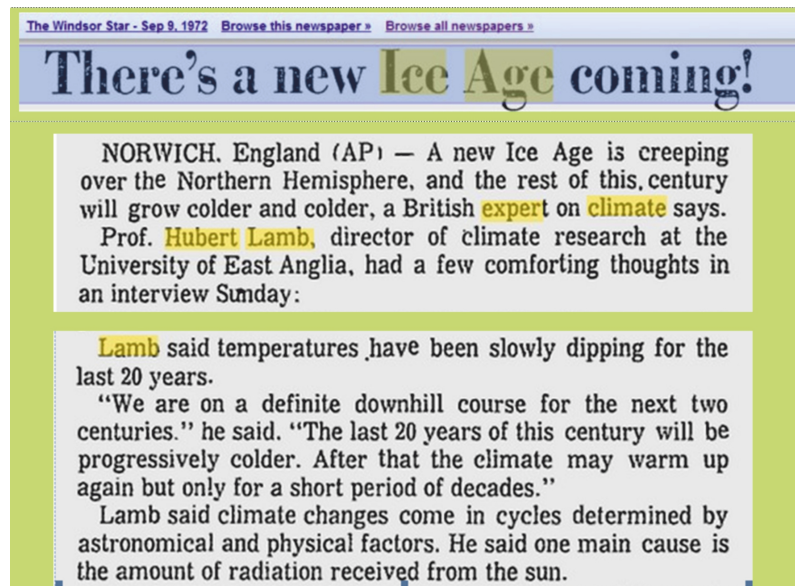 The Windsor Star - Sep 9, 1972 Browse this newspaper » Browse all newspapers »
There's a new Ice Age coming!
NORWICH. England (AP) — A new Ice Age is creeping
over the Northern Hemisphere, and the rest of this, century
will grow colder and colder, a British expert on climate says.
Prof. Hubert Lamb, director of climate research at the
University of East Anglia, had a few comforting thoughts in
an interview Sunday:
Lamb said temperatures have been slowly dipping for the
last 20 years.
“We are on a definite downhill course for the next two
centuries.” he said. “The last 20 years of this century will be
progressively colder. After that the climate may warm up
again but only for a short period of decades.”
Lamb said climate changes come in cycles determined by
astronomical and physical factors. He said one main cause is
the amount of radiation received from the sun.